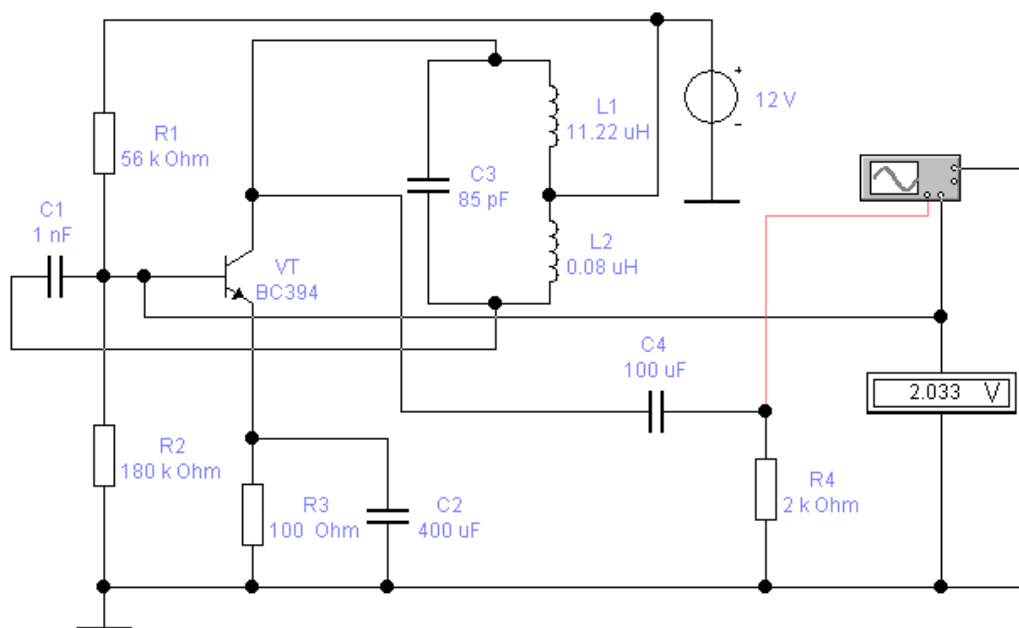 R1
56 k Ohm
C1
1 nF
VT
BC394
C3
85 pF
L1
11.22 uH
L2
0.08 uH
+
12 V
-
C4
100 uF
2.033 V
R2
180 k Ohm
R3
100 Ohm
C2
400 uF
R4
2 k Ohm